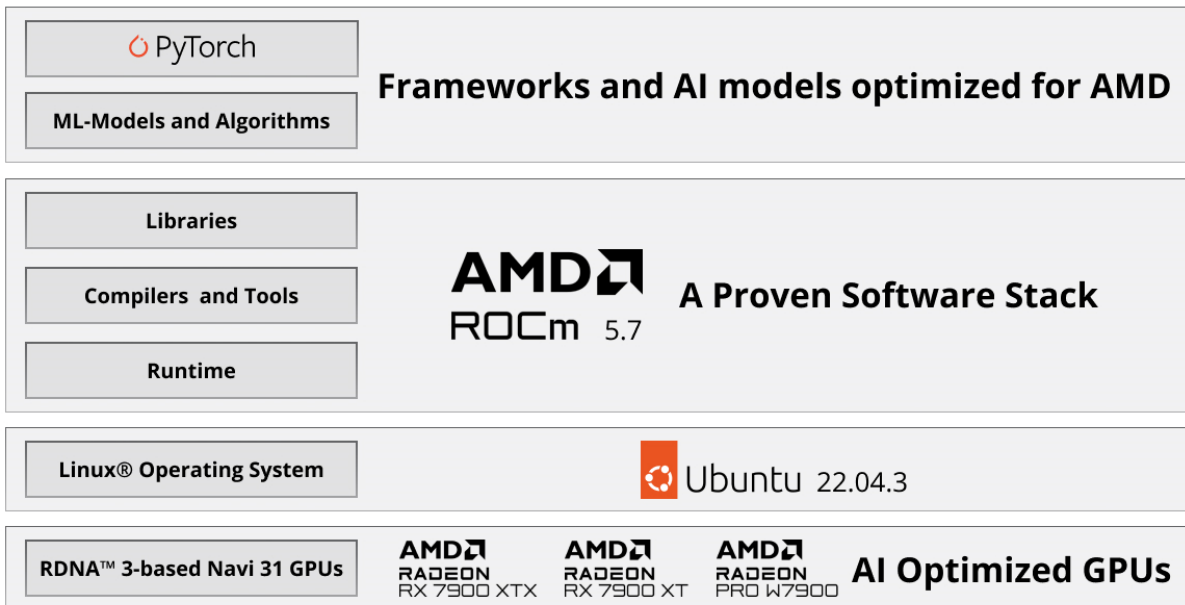 PyTorch
ML-Models and Algorithms
Frameworks and AI models optimized for AMD
Libraries
Compilers and Tools
Runtime
AMD
ROCm 5.7
A Proven Software Stack
Linux® Operating System
Ubuntu 22.04.3
RDNA™ 3-based Navi 31 GPUs
AMD
RADEON
RX 7900 XTX
AMD
RADEON
RX 7900 XT
AMD
RADEON
PRO W7900
AI Optimized GPUs